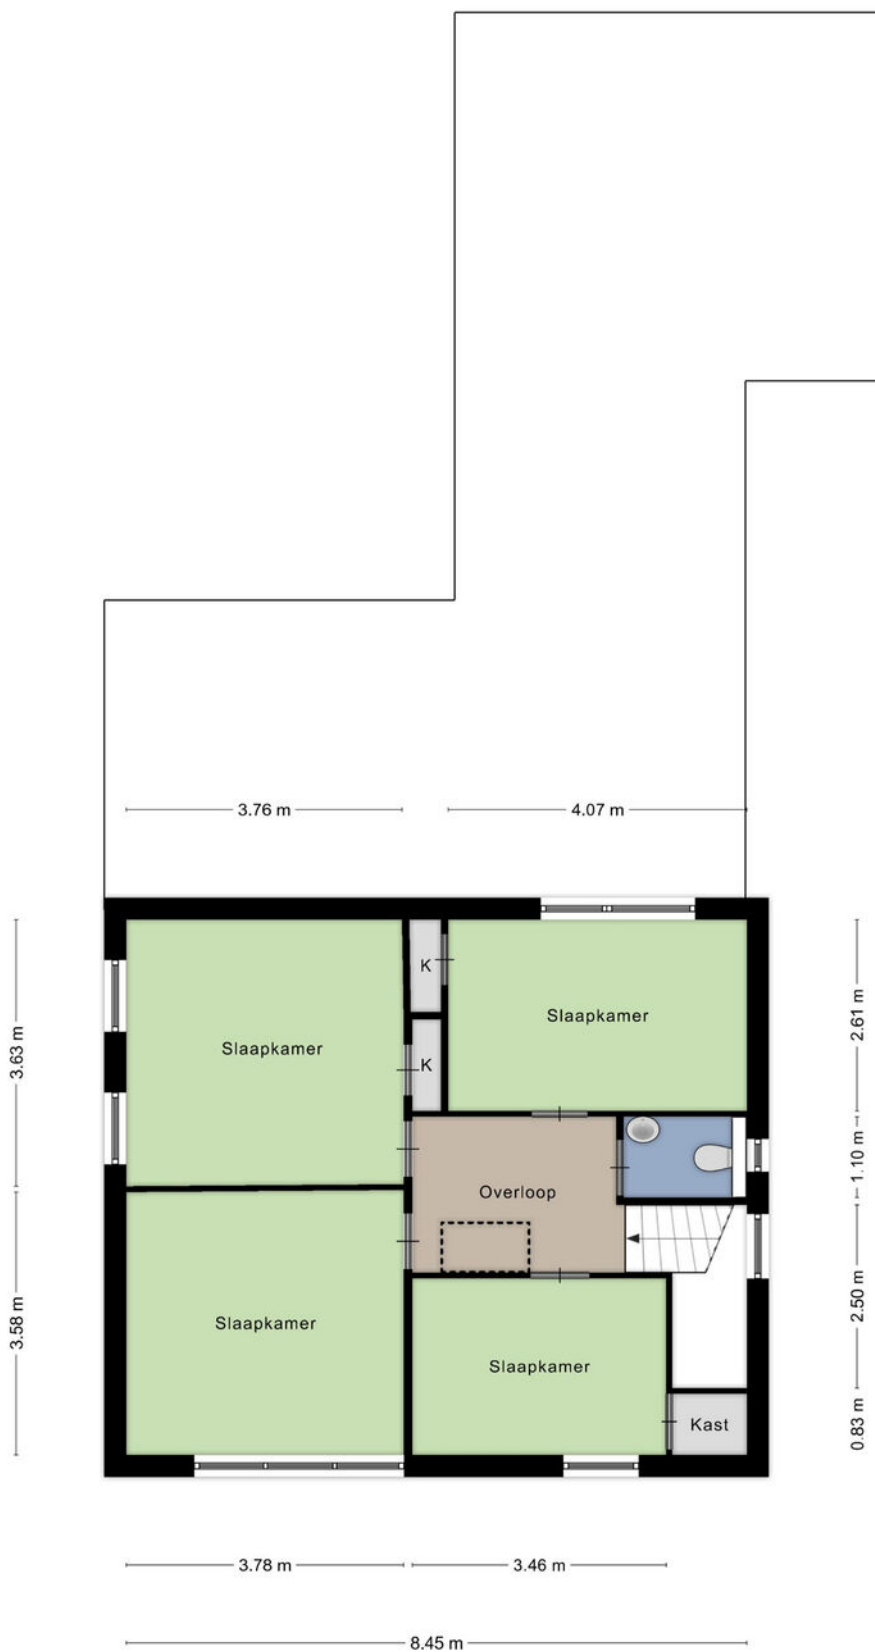 3.76 m
4.07 m
K
Slaapkamer
2.61 m
Slaapkamer
3.63 m
K
1.10 m
Overloop
2.50 m
Slaapkamer
3.58 m
Slaapkamer
Kast
0.83 m
3.78 m
3.46 m
8.45 m